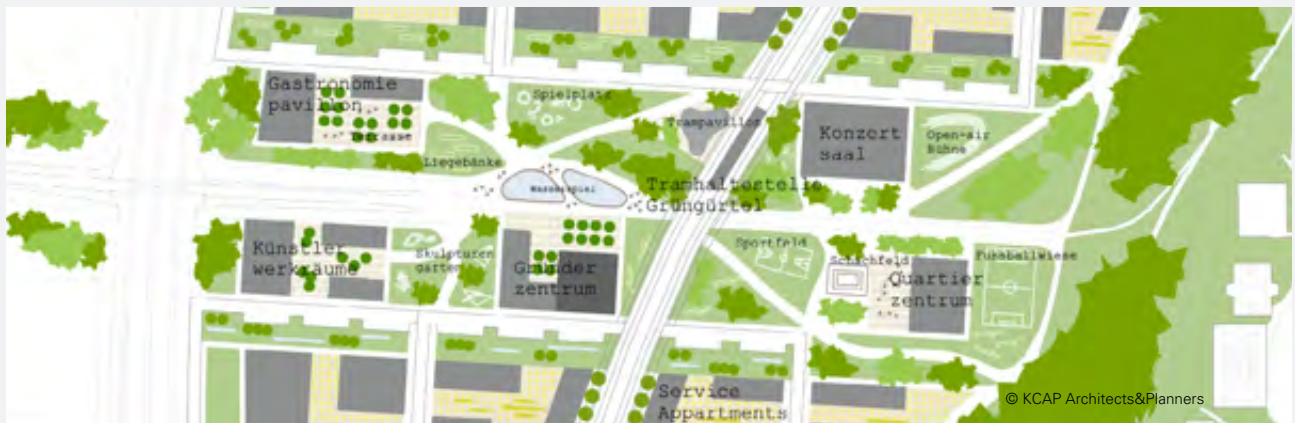 Gastronomie
pavillon
Terrasse
Spielplatz
Trampavillon
Konzert
saal
Open-air
Bühne
Liegebänke
Wasserspiel
Tramhaltestelle
Grüngürtel
Künstler
werkräume
Skulpturen
garten
Gründer
zentrum
Sportfeld
Schachfeld
Fussballwiese
Quartier
zentrum
Service
Appartments
© KCAP Architects&Planners